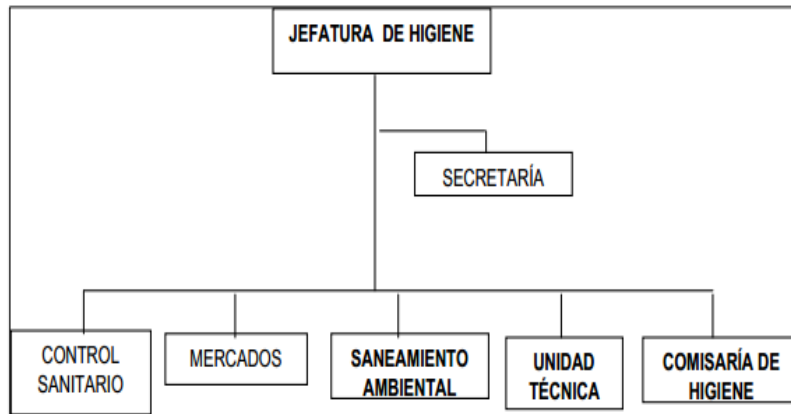 JEFATURA DE HIGIENE
SECRETARÍA
CONTROL
SANITARIO
MERCADOS
SANEAMIENTO
AMBIENTAL
UNIDAD
TÉCNICA
COMISARÍA DE
HIGIENE